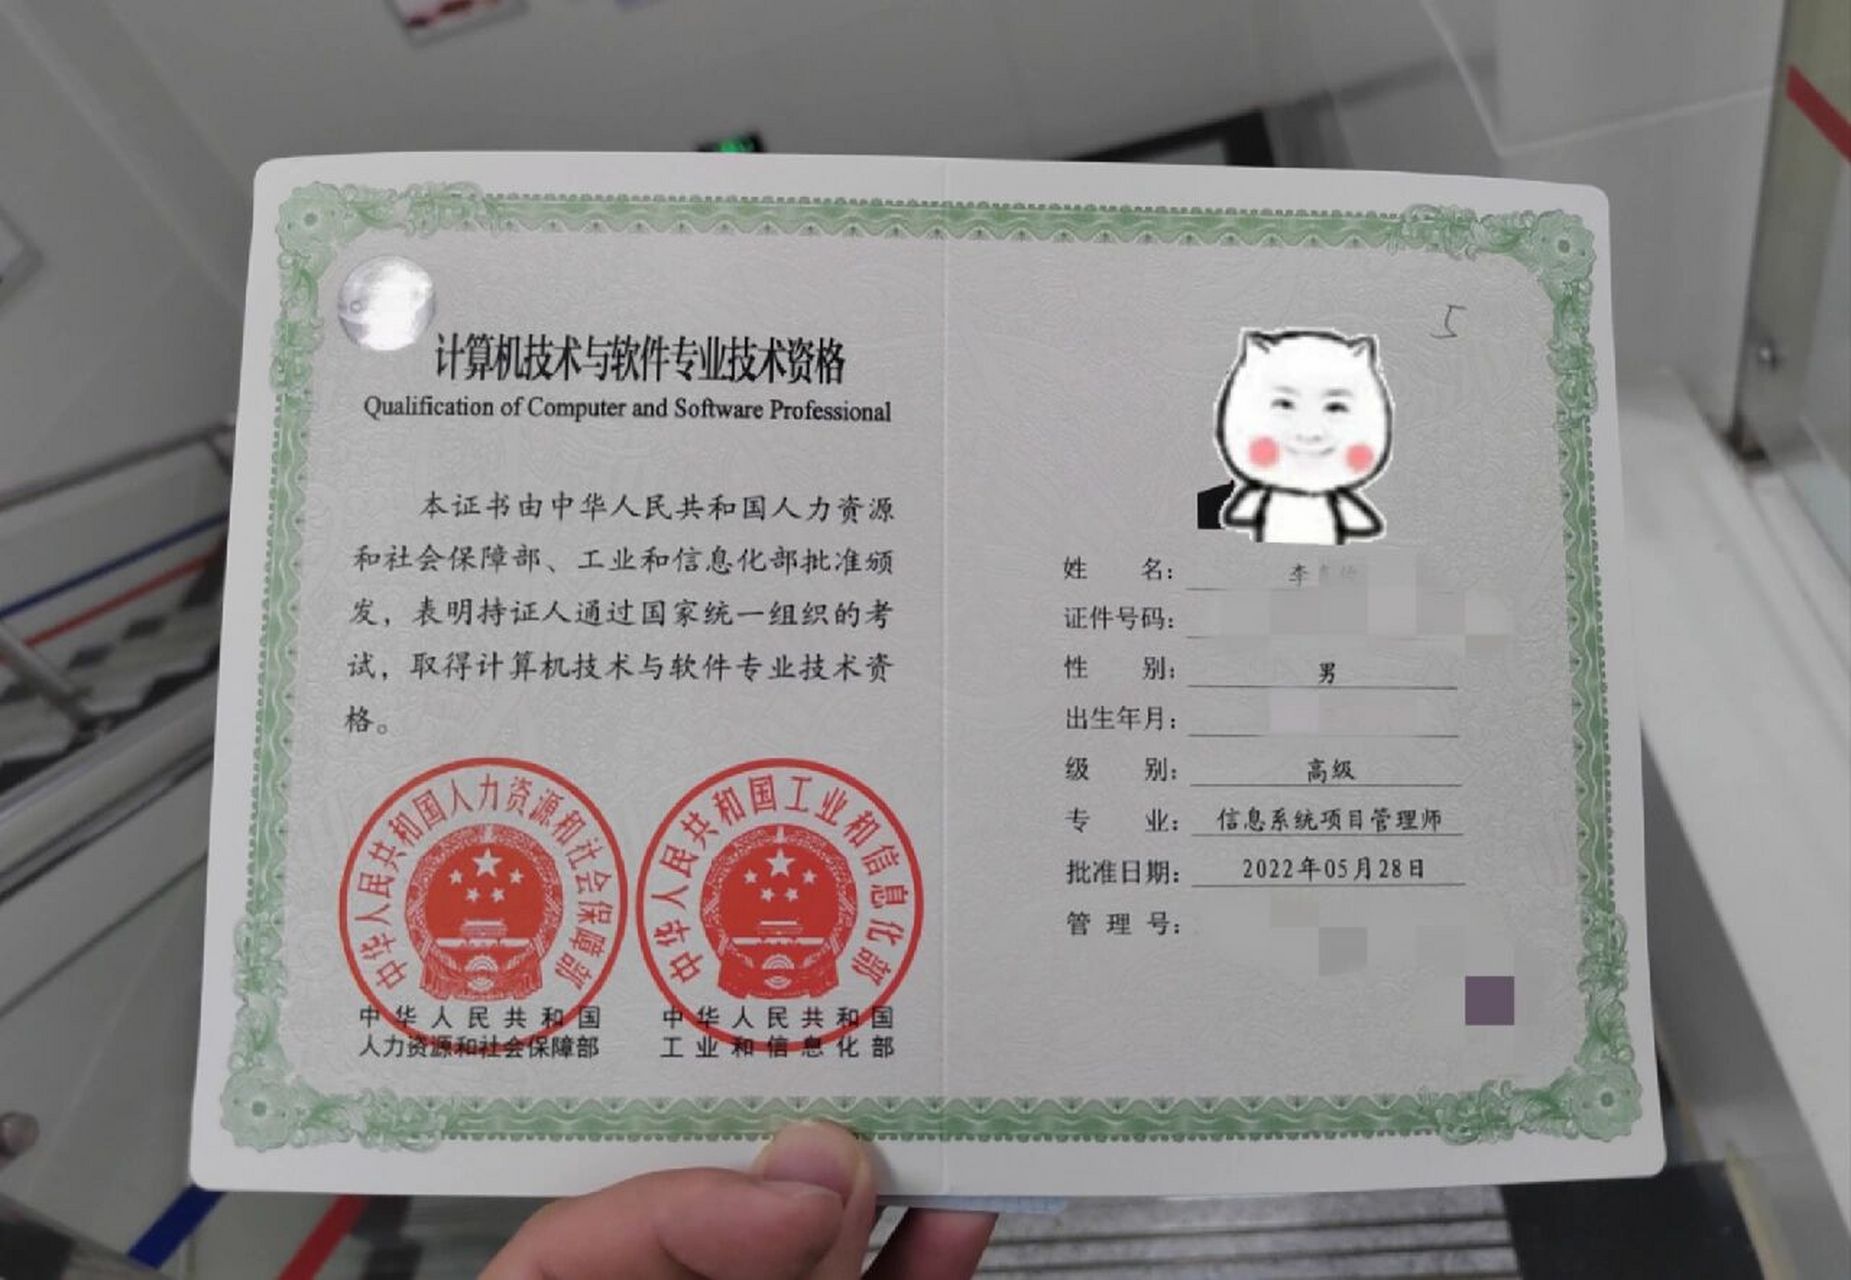 计算机技术与软件专业技术资格
Qualification of Computer and Software Professional
本证书由中华人民共和国人力资源
和社会保障部、工业和信息化部批准颁
发，表明持证人通过国家统一组织的考
试，取得计算机技术与软件专业技术资
格。
中华人民共和国人力资源和社会保障部
中华人民共和国工业和信息化部
中华人民共和国
人力资源和社会保障部
中华人民共和国
工业和信息化部
5
姓名：李
证件号码：
性别：男
出生年月：
级别：高级
专业：信息系统项目管理师
批准日期：2022年05月28日
管理号：